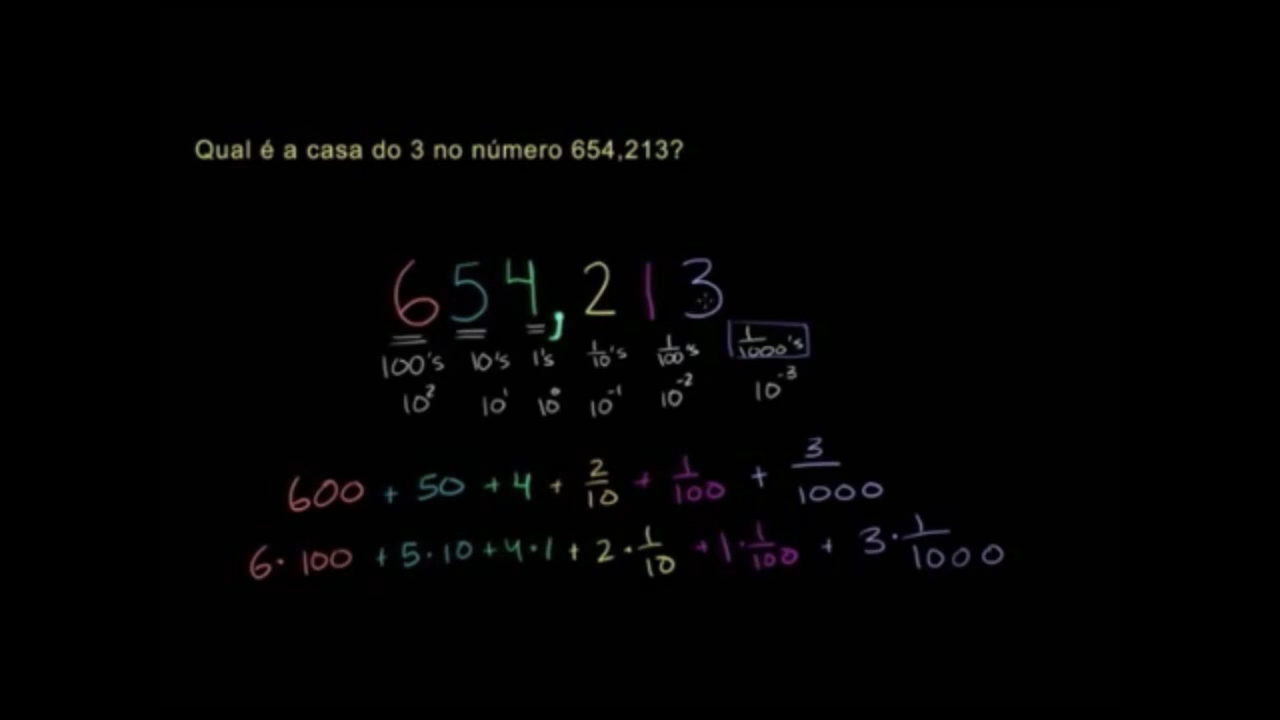 Qual é a casa do 3 no número 654,213?
654,213
100's 10's 1's 1/10's 1/100's 1/1000's
10² 10¹ 10⁰ 10⁻¹ 10⁻² 10⁻³
600 + 50 + 4 + 2/10 + 1/100 + 3/1000
6·100 + 5·10 + 4·1 + 2·1/10 + 1·1/100 + 3·1/1000